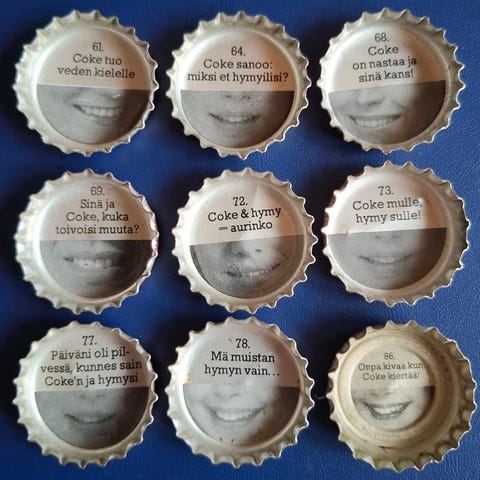 61.
Coke tuo
veden kielelle
64.
Coke sanoo:
miksi et hymyilisi?
68.
Coke
on nastaa ja
sinä kans!
69.
Sinä ja
Coke, kuka
toivoisi muuta?
72.
Coke & hymy
= aurinko
73.
Coke mulle,
hymy sulle!
77.
Päiväni oli pil-
vessä, kunnes sain
Coke'n ja hymysi
78.
Mä muistan
hymyn vain...
86.
Onpa kivaa kun
Coke kiertää!